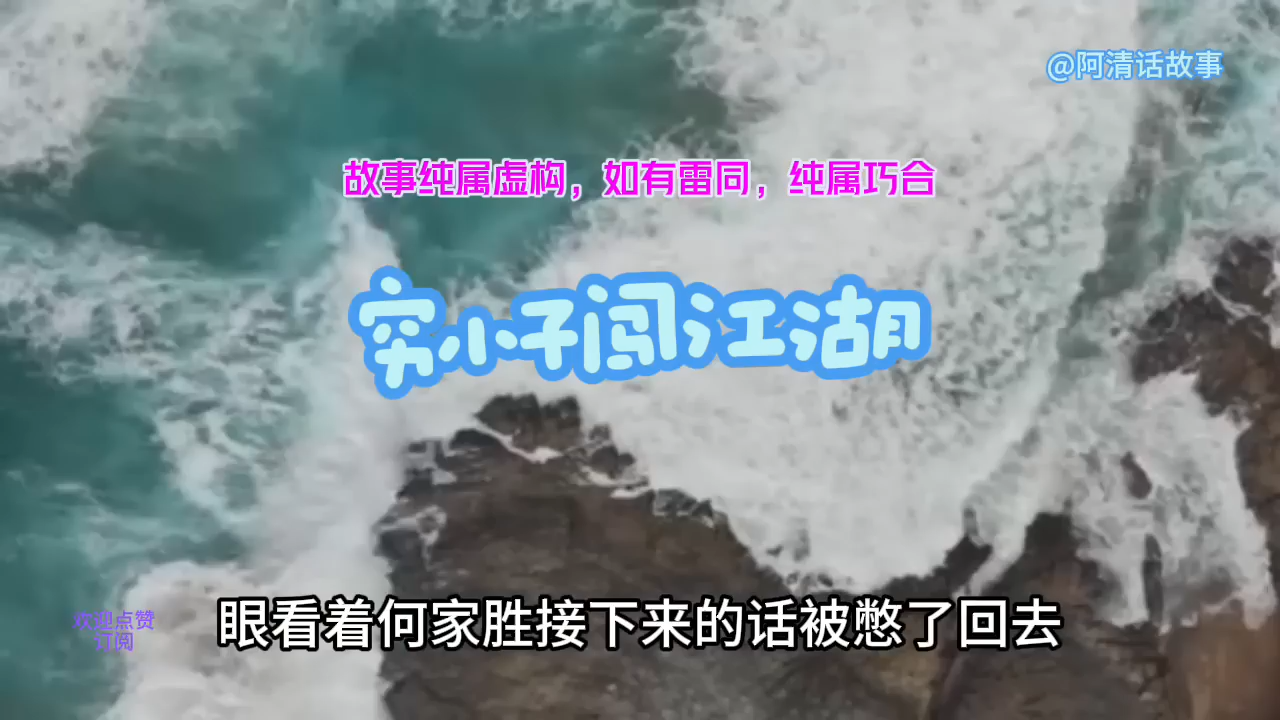 @阿清话故事
故事纯属虚构，如有雷同，纯属巧合
穷小子闯江湖
欢迎点赞
订阅
眼看着何家胜接下来的话被憋了回去